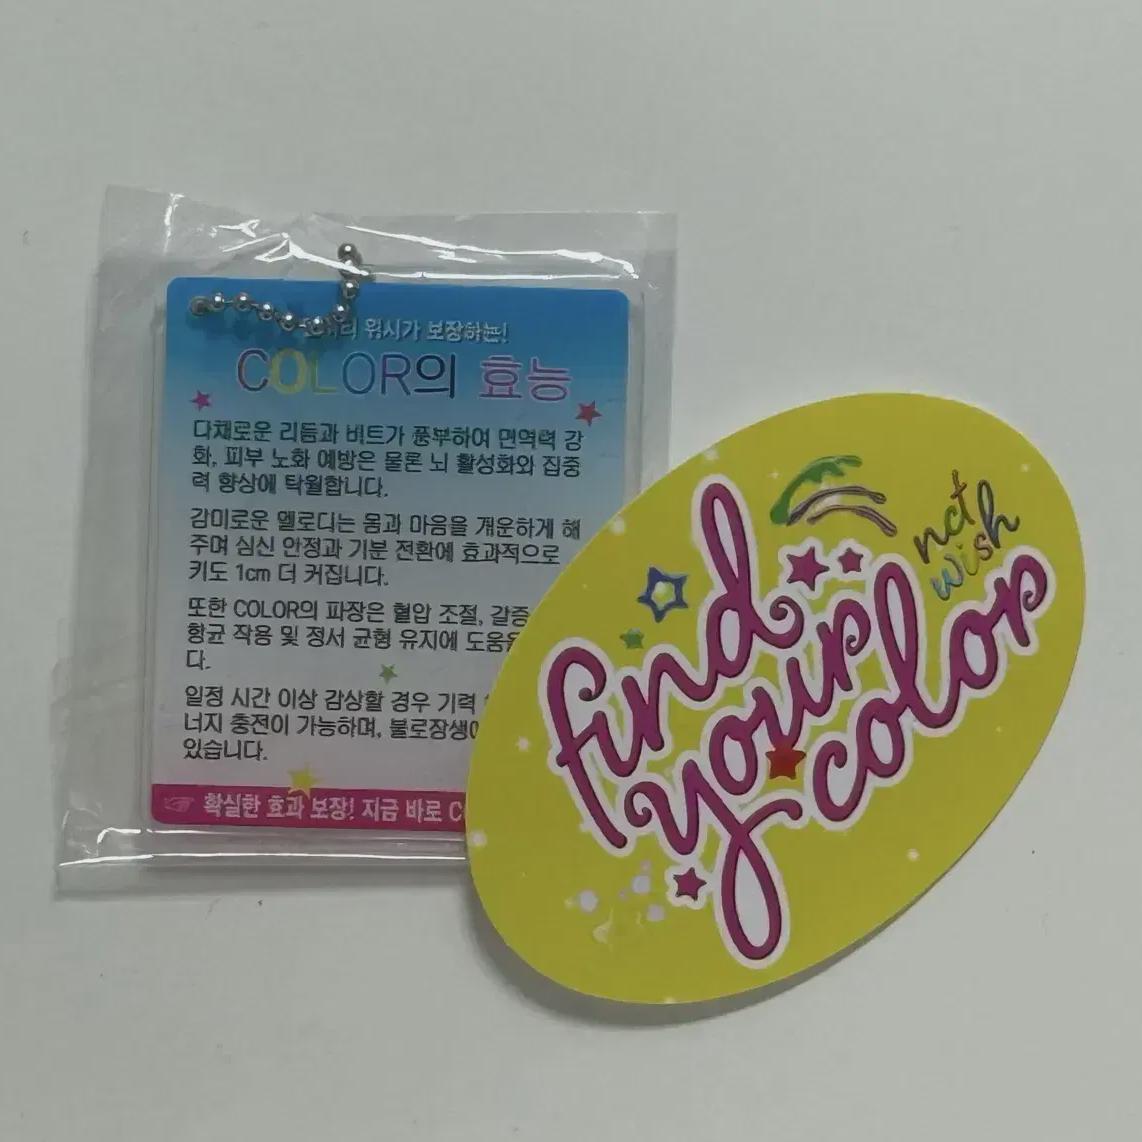 위시가 보장하는!
COLOR의 효능
다채로운 리듬과 비트가 풍부하여 면역력 강
화, 피부 노화 예방은 물론 뇌 활성화와 집중
력 향상에 탁월합니다.
감미로운 멜로디는 몸과 마음을 개운하게 해
주며 심신 안정과 기분 전환에 효과적으로
키도 1cm 더 커집니다.
또한 COLOR의 파장은 혈압 조절, 갈증
항균 작용 및 정서 균형 유지에 도움을
다.
일정 시간 이상 감상할 경우 기력
너지 충전이 가능하며, 불로장생
있습니다.
확실한 효과 보장! 지금 바로
nct
wish
find
your
color